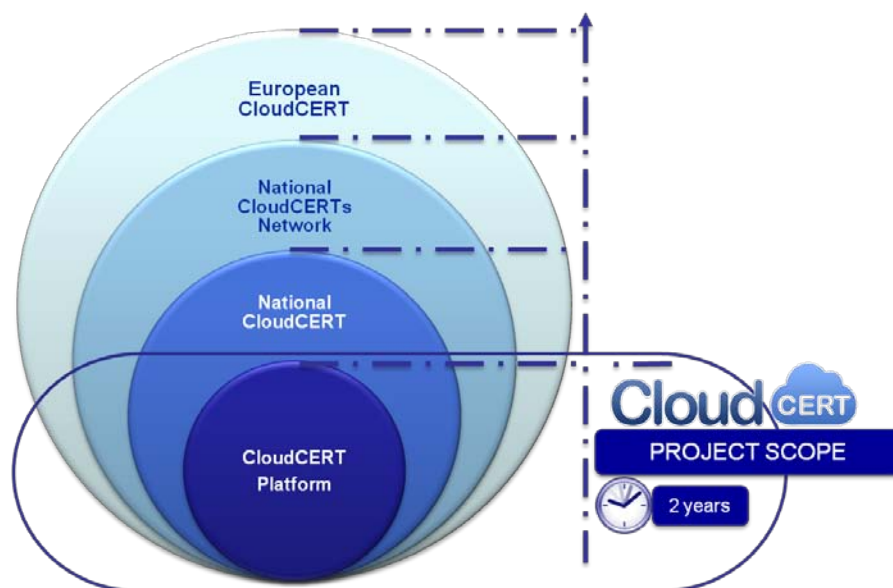 European
CloudCERT
National
CloudCERTs
Network
National
CloudCERT
CloudCERT
Platform
Cloud CERT
PROJECT SCOPE
2 years